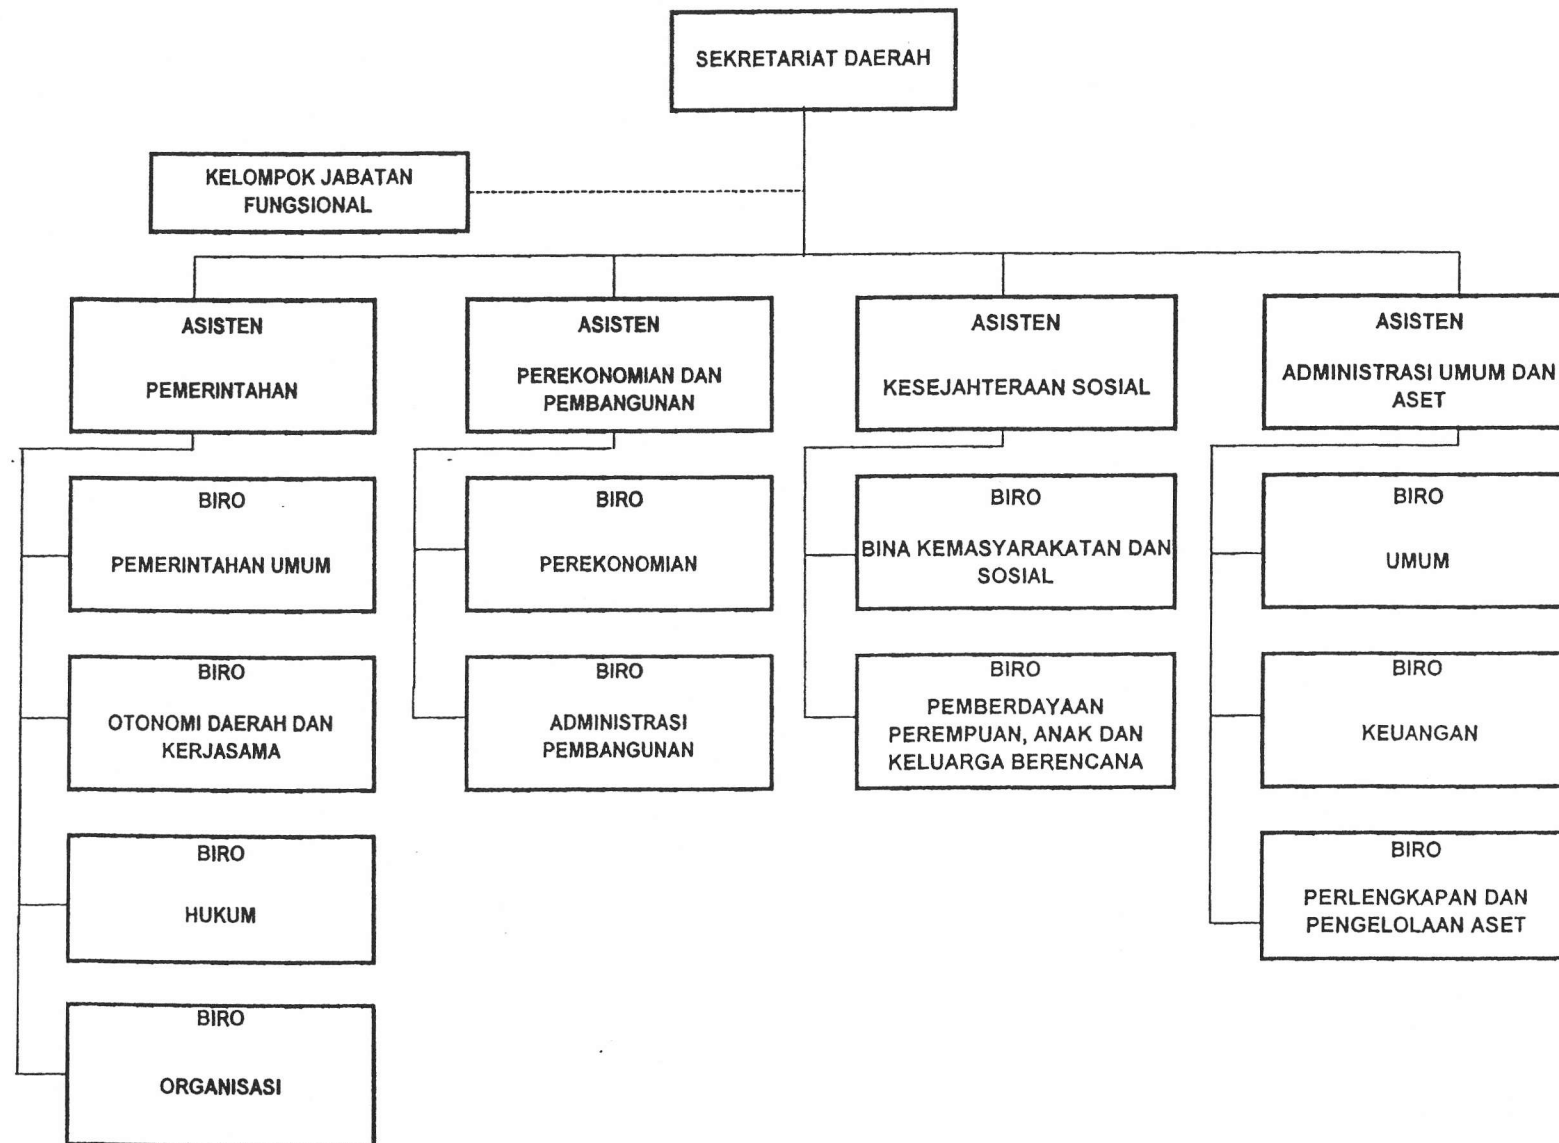 SEKRETARIAT DAERAH
KELOMPOK JABATAN
FUNGSIONAL
ASISTEN
PEMERINTAHAN
ASISTEN
PEREKONOMIAN DAN
PEMBANGUNAN
ASISTEN
KESEJAHTERAAN SOSIAL
ASISTEN
ADMINISTRASI UMUM DAN
ASET
BIRO
PEMERINTAHAN UMUM
BIRO
PEREKONOMIAN
BIRO
BINA KEMASYARAKATAN DAN
SOSIAL
BIRO
UMUM
BIRO
OTONOMI DAERAH DAN
KERJASAMA
BIRO
ADMINISTRASI
PEMBANGUNAN
BIRO
PEMBERDAYAAN
PEREMPUAN, ANAK DAN
KELUARGA BERENCANA
BIRO
KEUANGAN
BIRO
HUKUM
BIRO
PERLENGKAPAN DAN
PENGELOLAAN ASET
BIRO
ORGANISASI